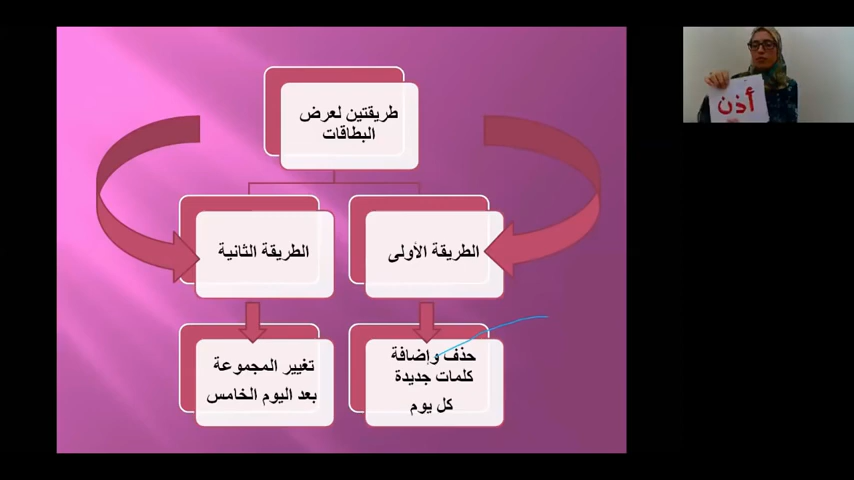 طريقتين لعرض
البطاقات
الطريقة الأولى
الطريقة الثانية
حذف وإضافة
كلمات جديدة
كل يوم
تغيير المجموعة
بعد اليوم الخامس
أذن